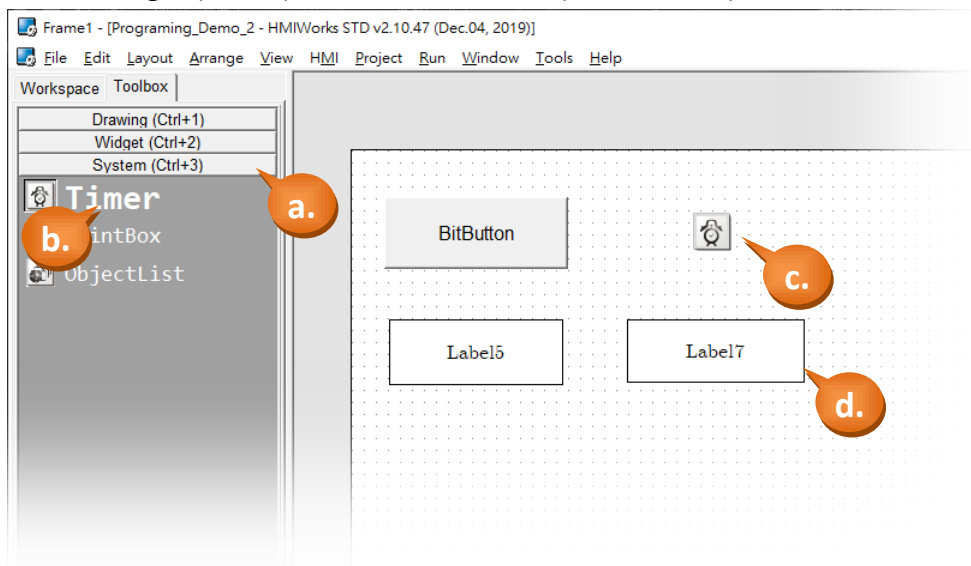 Frame1 - [Programing_Demo_2 - HMIWorks STD v2.10.47 (Dec.04, 2019)]
File Edit Layout Arrange View HMI Project Run Window Tools Help
Workspace Toolbox
Drawing (Ctrl+1)
Widget (Ctrl+2)
System (Ctrl+3)
a.
Timer
b.
intBox
ObjectList
BitButton
c.
Label5
Label7
d.